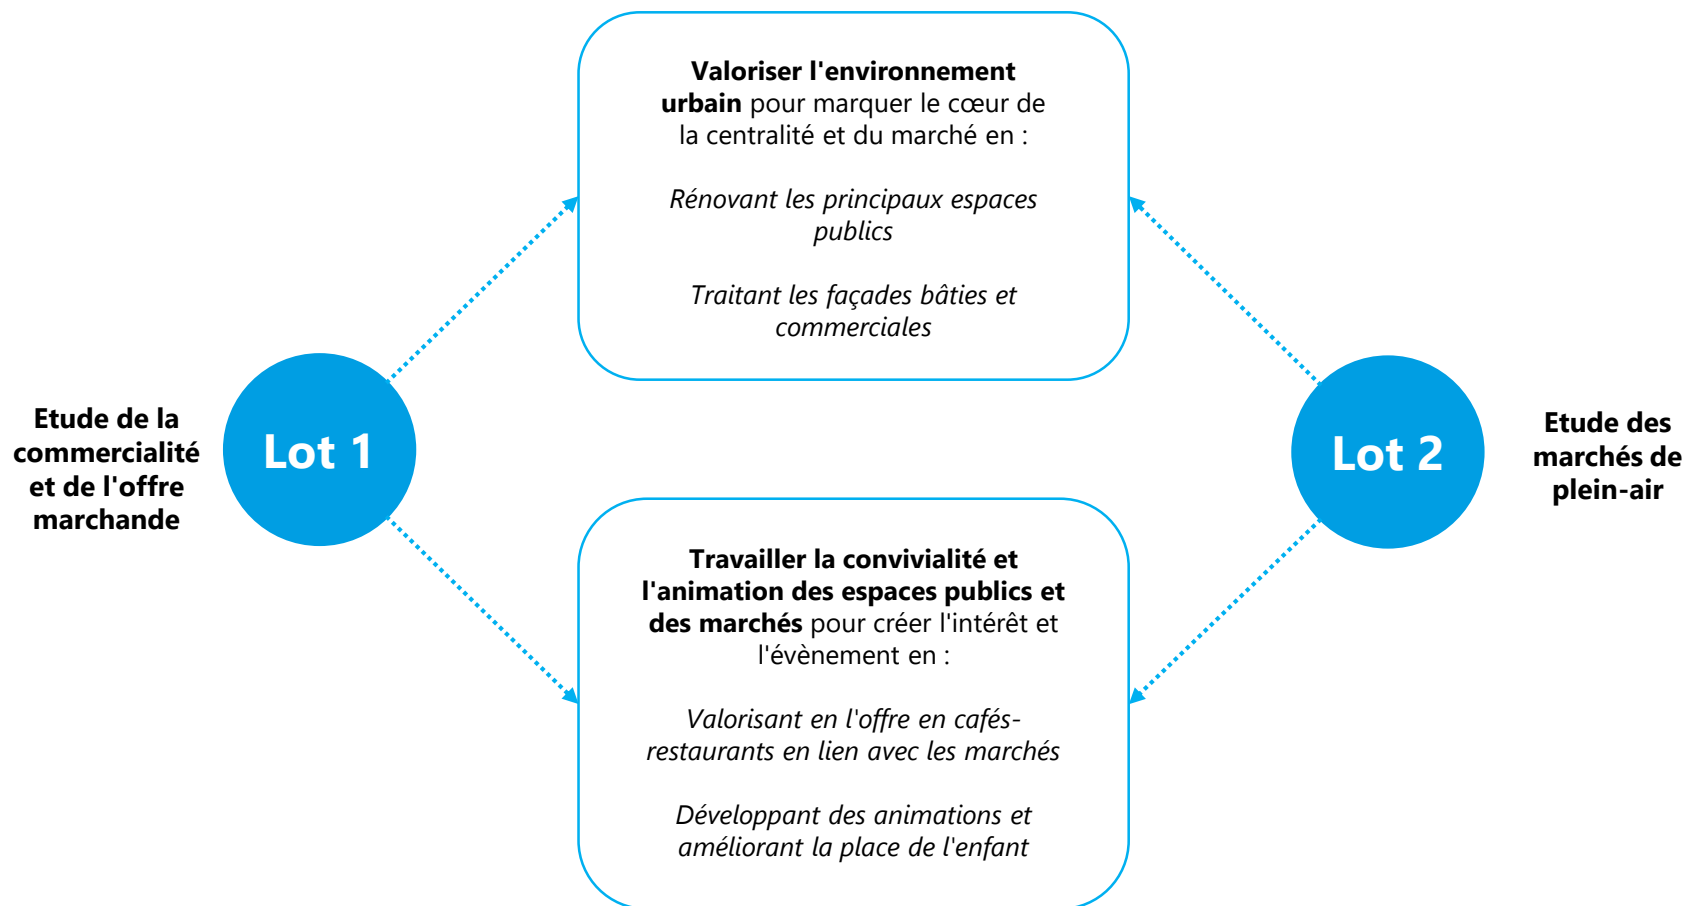 Valoriser l'environnement
urbain pour marquer le cœur de
la centralité et du marché en :
Rénovant les principaux espaces
publics
Traitant les façades bâties et
commerciales
Etude de la
commercialité
et de l'offre
marchande
Lot 1
Lot 2
Etude des
marchés de
plein-air
Travailler la convivialité et
l'animation des espaces publics et
des marchés pour créer l'intérêt et
l'évènement en :
Valorisant en l'offre en cafés-
restaurants en lien avec les marchés
Développant des animations et
améliorant la place de l'enfant